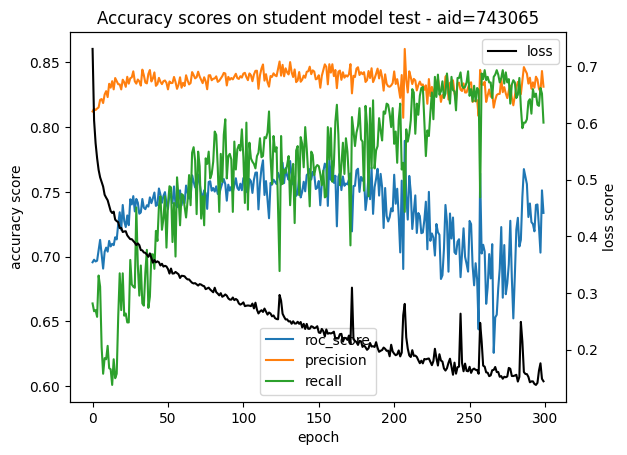 Accuracy scores on student model test - aid=743065
loss
accuracy score
loss score
0.85
0.80
0.75
0.70
0.65
0.60
0.7
0.6
0.5
0.4
0.3
0.2
roc_score
precision
recall
0 50 100 150 200 250 300
epoch